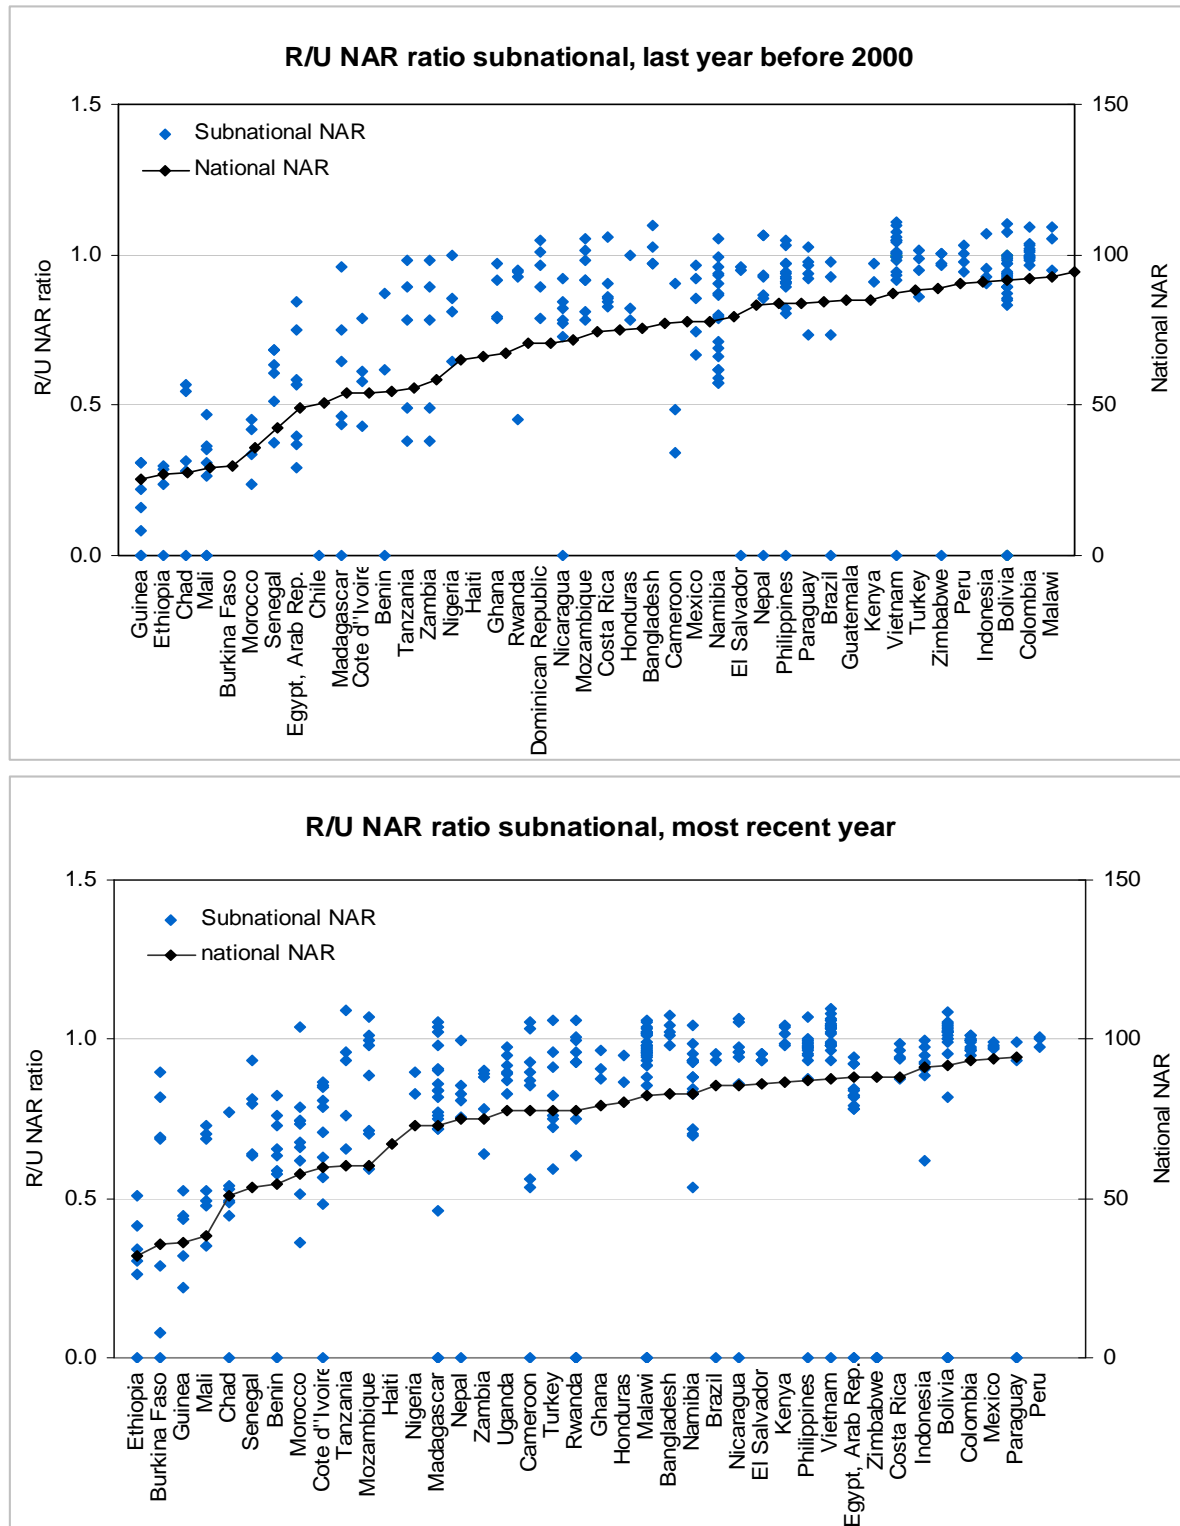 R/U NAR ratio subnational, last year before 2000
1.5
150
Subnational NAR
National NAR
1.0
100
R/U NAR ratio
National NAR
0.5
50
0.0
0
Guinea
Ethiopia
Chad
Mali
Burkina Faso
Morocco
Senegal
Egypt, Arab Rep.
Chile
Madagascar
Cote d"Ivoire
Benin
Tanzania
Zambia
Nigeria
Haiti
Ghana
Rwanda
Dominican Republic
Nicaragua
Mozambique
Costa Rica
Honduras
Bangladesh
Cameroon
Mexico
Namibia
El Salvador
Nepal
Philippines
Paraguay
Brazil
Guatemala
Kenya
Vietnam
Turkey
Zimbabwe
Peru
Indonesia
Bolivia
Colombia
Malawi
R/U NAR ratio subnational, most recent year
1.5
150
Subnational NAR
national NAR
1.0
100
R/U NAR ratio
National NAR
0.5
50
0.0
0
Ethiopia
Burkina Faso
Guinea
Mali
Chad
Senegal
Benin
Morocco
Cote d"Ivoire
Tanzania
Mozambique
Haiti
Nigeria
Madagascar
Nepal
Zambia
Uganda
Cameroon
Turkey
Rwanda
Ghana
Honduras
Malawi
Bangladesh
Namibia
Brazil
Nicaragua
El Salvador
Kenya
Philippines
Vietnam
Egypt, Arab Rep.
Zimbabwe
Costa Rica
Indonesia
Bolivia
Colombia
Mexico
Paraguay
Peru